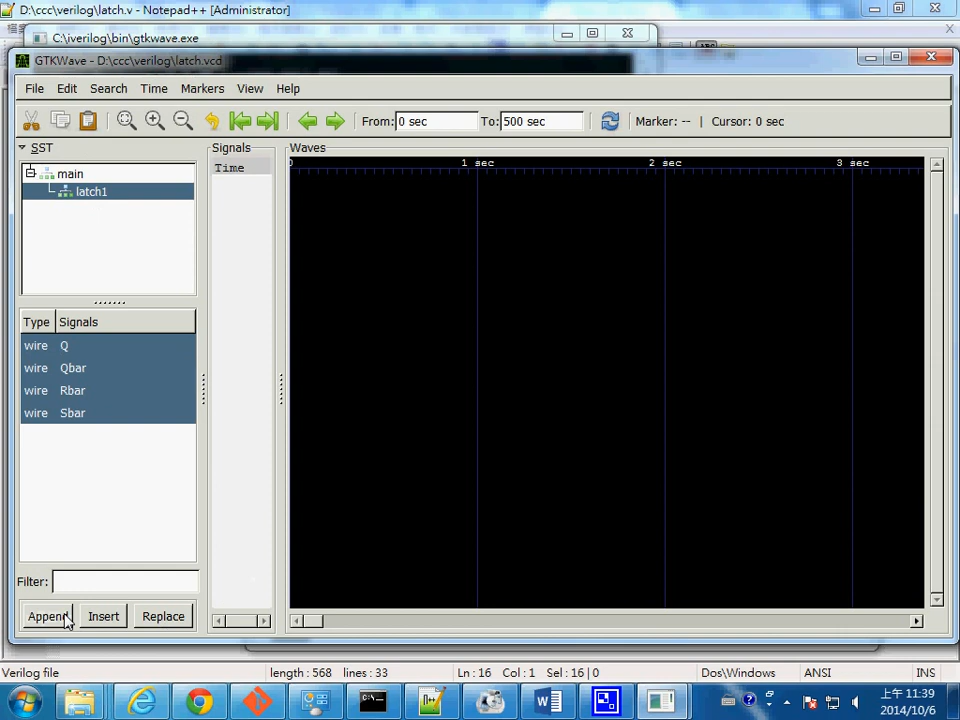 D:\ccc\verilog\latch.v - Notepad++ [Administrator]
C:\iverilog\bin\gtkwave.exe
GTKWave - D:\ccc\verilog\latch.vcd
File Edit Search Time Markers View Help
From: 0 sec To: 500 sec Marker: -- | Cursor: 0 sec
SST
Signals
Waves
main
latch1
Time
1 sec 2 sec 3 sec
Type Signals
wire Q
wire Qbar
wire Rbar
wire Sbar
Filter:
Append Insert Replace
Verilog file length : 568 lines : 33 Ln : 16 Col : 1 Sel : 16 | 0 Dos\Windows ANSI INS
上午 11:39
2014/10/6